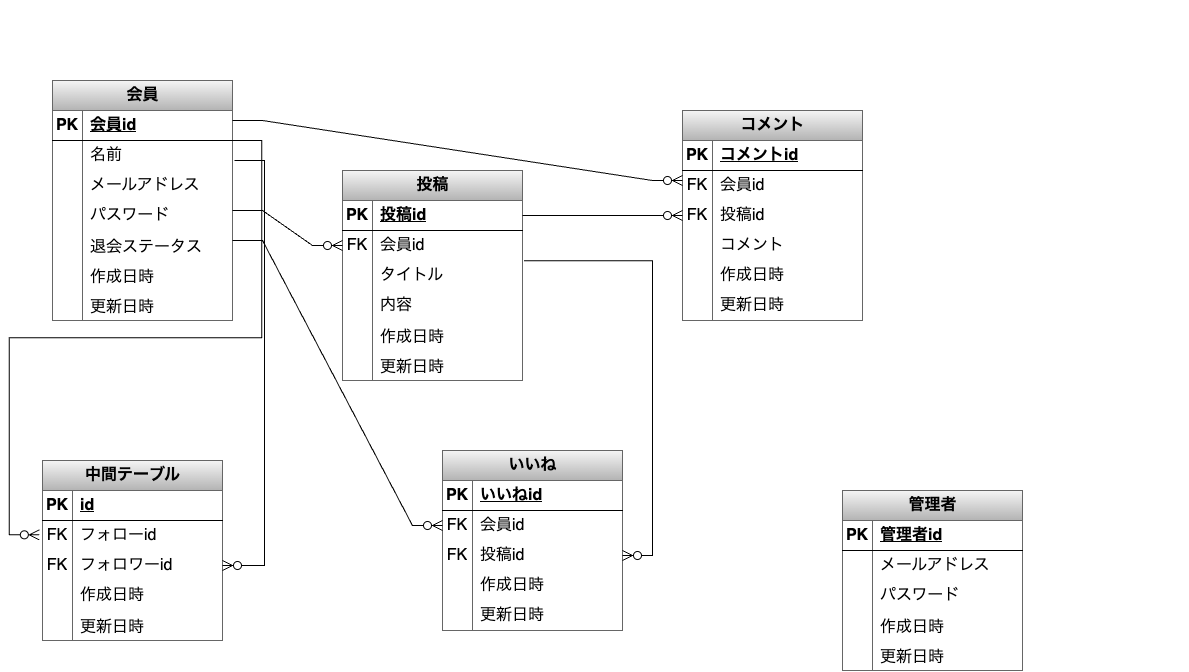 会員
PK 会員id
名前
メールアドレス
パスワード
退会ステータス
作成日時
更新日時
投稿
PK 投稿id
FK 会員id
タイトル
内容
作成日時
更新日時
コメント
PK コメントid
FK 会員id
FK 投稿id
コメント
作成日時
更新日時
中間テーブル
PK id
FK フォローid
FK フォロワーid
作成日時
更新日時
いいね
PK いいねid
FK 会員id
FK 投稿id
作成日時
更新日時
管理者
PK 管理者id
メールアドレス
パスワード
作成日時
更新日時